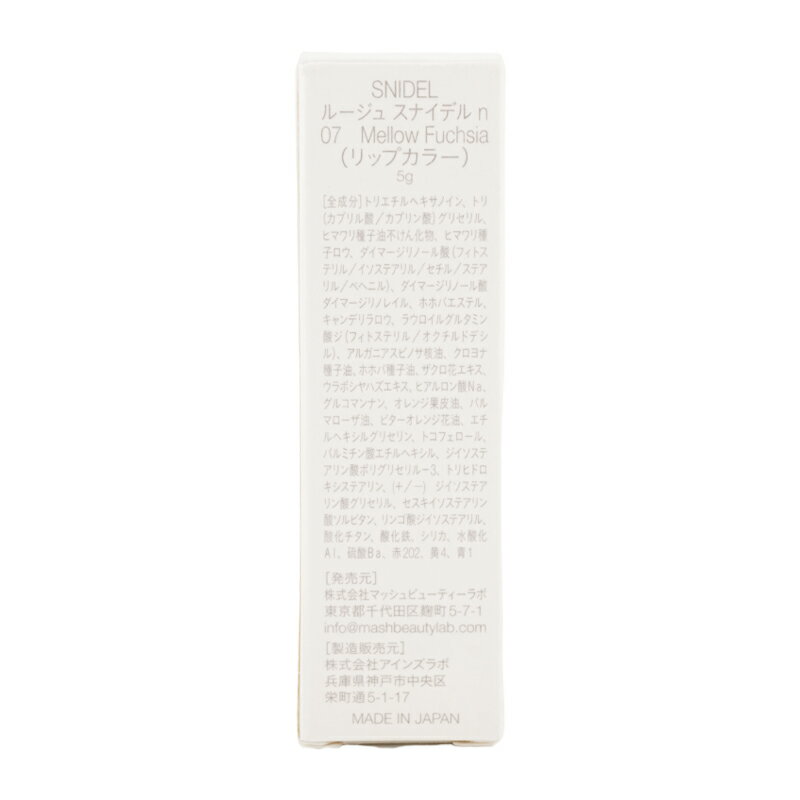 SNIDEL
ルージュ スナイデル n
07　Mellow Fuchsia
（リップカラー）
5g
[全成分]トリエチルヘキサノイン、トリ
(カプリル酸／カプリン酸)グリセリル、
ヒマワリ種子油不けん化物、ヒマワリ種
子ロウ、ダイマージリノール酸(フィトス
テリル／イソステアリル／セチル／ステア
リル／ベヘニル)、ダイマージリノール酸
ダイマージリノレイル、ホホバエステル、
キャンデリラロウ、ラウロイルグルタミン
酸ジ(フィトステリル／オクチルドデシ
ル)、アルガニアスピノサ核油、クロヨナ
種子油、ホホバ種子油、ザクロ花エキス、
ウラボシヤハズエキス、ヒアルロン酸Na、
グルコマンナン、オレンジ果皮油、パル
マローザ油、ビターオレンジ花油、エチ
ルヘキシルグリセリン、トコフェロール、
パルミチン酸エチルヘキシル、ジイソステ
アリン酸ポリグリセリル−3、トリヒドロ
キシステアリン、(＋／−)　ジイソステア
リン酸グリセリル、セスキイソステアリン
酸ソルビタン、リンゴ酸ジイソステアリル、
酸化チタン、酸化鉄、シリカ、水酸化
Al、硫酸Ba、赤202、黄4、青1
[発売元]
株式会社マッシュビューティーラボ
東京都千代田区麹町5-7-1
info@mashbeautylab.com
[製造販売元]
株式会社アインズラボ
兵庫県神戸市中央区
栄町通5-1-17
MADE IN JAPAN